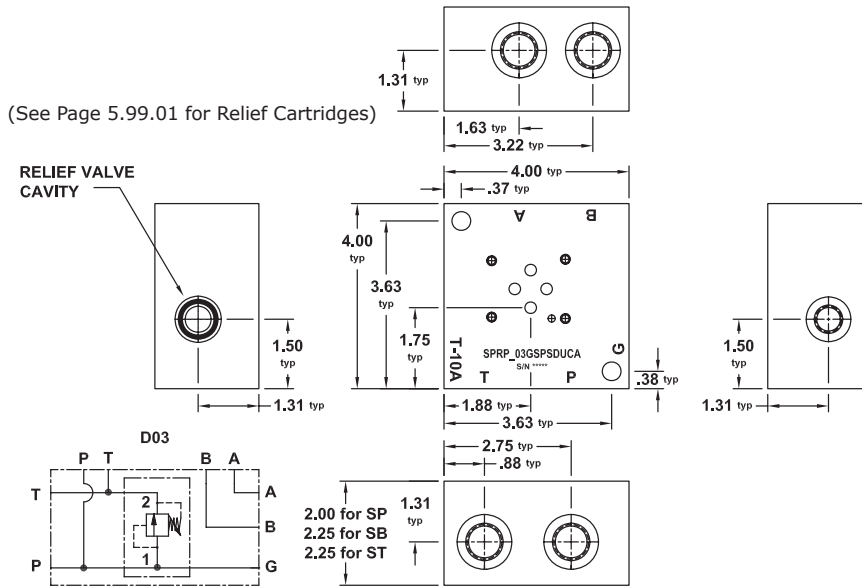 1.31 typ
(See Page 5.99.01 for Relief Cartridges)
1.63 typ
3.22 typ
RELIEF VALVE
CAVITY
4.00 typ
.37 typ
A
B
4.00
typ
3.63
typ
1.75
typ
1.50
typ
1.31 typ
T-10A
SPRP_03GSPSDUCA
S/N *****
T
P
G
.38 typ
1.50
typ
1.31 typ
1.88 typ
3.63 typ
2.75 typ
.88 typ
D03
P
T
B
A
T
2
A
B
P
1
G
1.31
typ
2.00 for SP
2.25 for SB
2.25 for ST